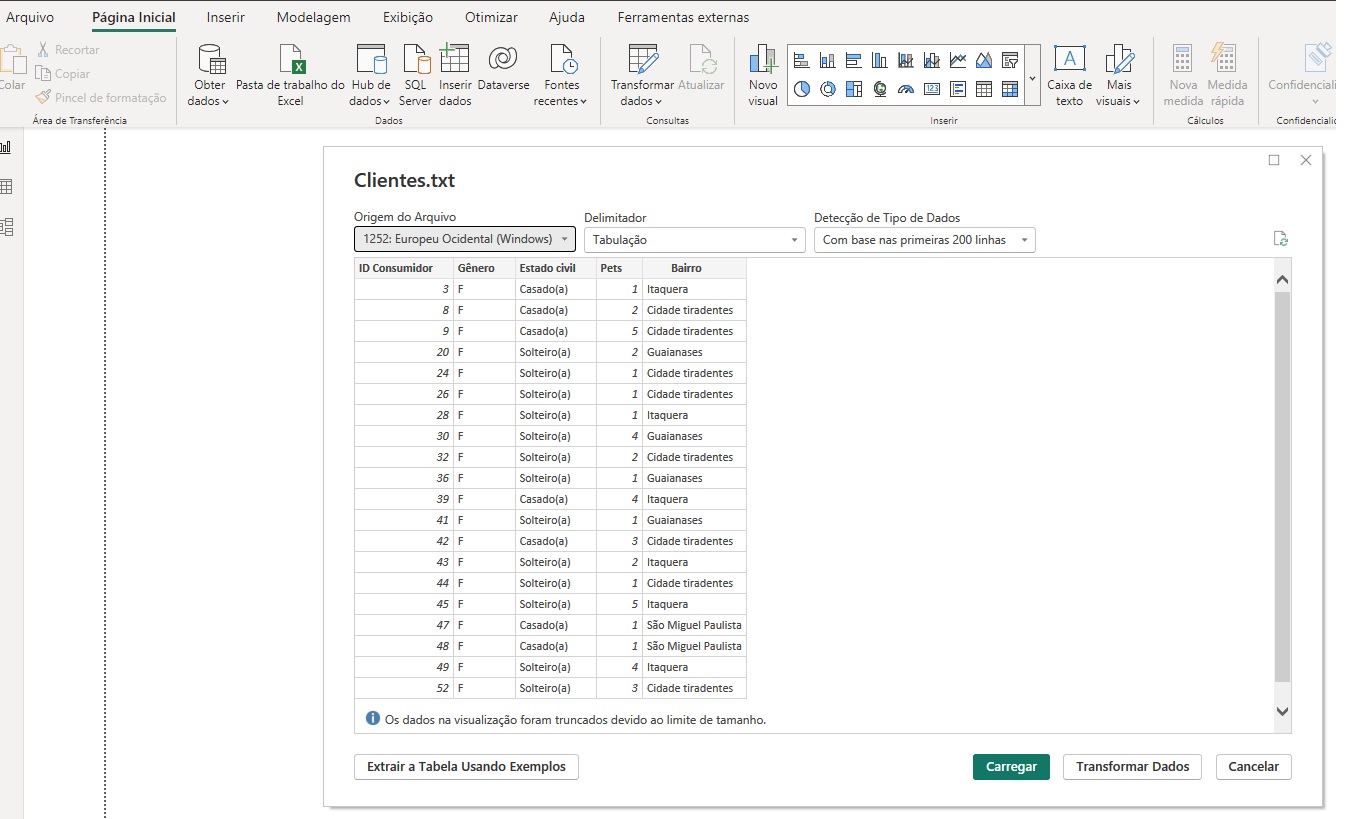 Arquivo Página Inicial Inserir Modelagem Exibição Otimizar Ajuda Ferramentas externas
Colar
Recortar
Copiar
Pincel de formatação
Área de Transferência
Obter dados
Pasta de trabalho do Excel
Hub de dados
SQL Server
Inserir dados
Dataverse
Fontes recentes
Dados
Transformar dados
Atualizar
Consultas
Novo visual
123
A
Caixa de texto
Mais visuais
Inserir
Nova medida
Medida rápida
Cálculos
Confidenciali
Confidencialid
Clientes.txt
Origem do Arquivo Delimitador Detecção de Tipo de Dados
1252: Europeu Ocidental (Windows) Tabulação Com base nas primeiras 200 linhas
ID Consumidor Gênero Estado civil Pets Bairro
3 F Casado(a) 1 Itaquera
8 F Casado(a) 2 Cidade tiradentes
9 F Casado(a) 5 Cidade tiradentes
20 F Solteiro(a) 2 Guaianases
24 F Solteiro(a) 1 Cidade tiradentes
26 F Solteiro(a) 1 Cidade tiradentes
28 F Solteiro(a) 1 Itaquera
30 F Solteiro(a) 4 Guaianases
32 F Solteiro(a) 2 Cidade tiradentes
36 F Solteiro(a) 1 Guaianases
39 F Casado(a) 4 Itaquera
41 F Solteiro(a) 1 Guaianases
42 F Casado(a) 3 Cidade tiradentes
43 F Solteiro(a) 2 Itaquera
44 F Solteiro(a) 1 Cidade tiradentes
45 F Solteiro(a) 5 Itaquera
47 F Casado(a) 1 São Miguel Paulista
48 F Casado(a) 1 São Miguel Paulista
49 F Solteiro(a) 4 Itaquera
52 F Solteiro(a) 3 Cidade tiradentes
Os dados na visualização foram truncados devido ao limite de tamanho.
Extrair a Tabela Usando Exemplos Carregar Transformar Dados Cancelar